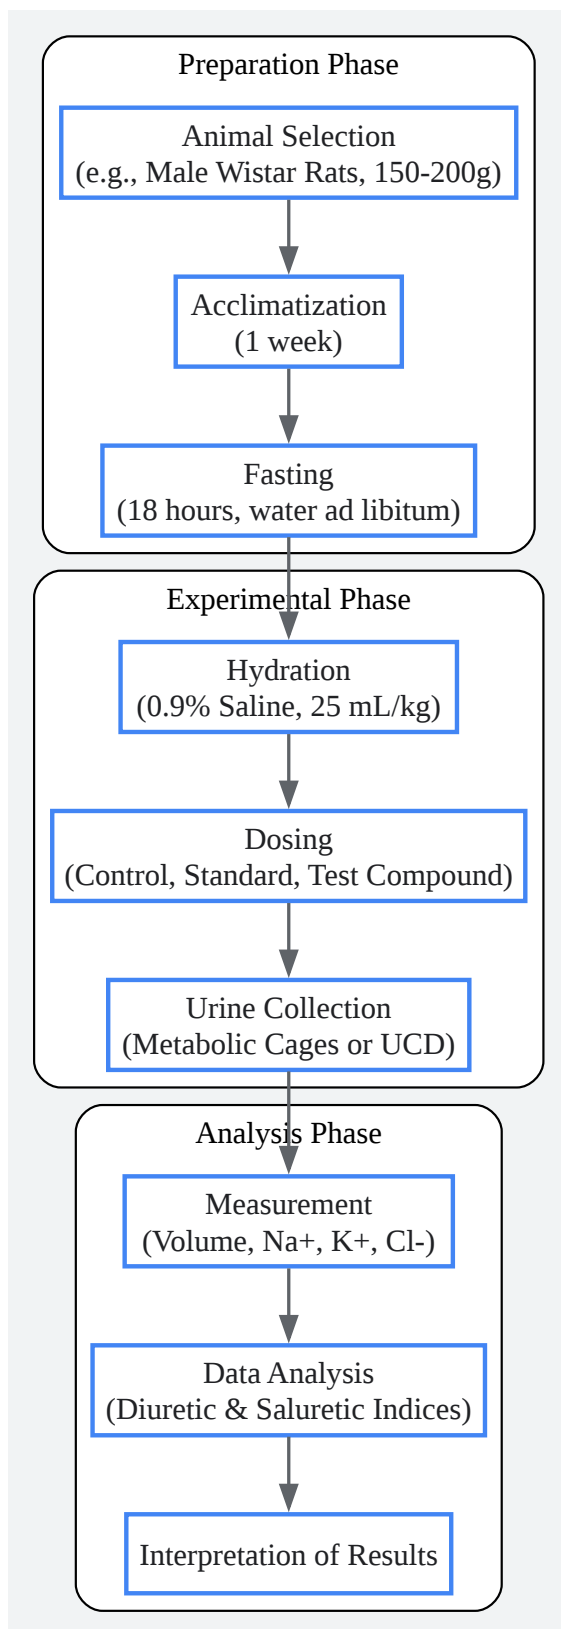 Preparation Phase
Animal Selection
(e.g., Male Wistar Rats, 150-200g)
Acclimatization
(1 week)
Fasting
(18 hours, water ad libitum)
Experimental Phase
Hydration
(0.9% Saline, 25 mL/kg)
Dosing
(Control, Standard, Test Compound)
Urine Collection
(Metabolic Cages or UCD)
Analysis Phase
Measurement
(Volume, Na+, K+, Cl-)
Data Analysis
(Diuretic & Saluretic Indices)
Interpretation of Results